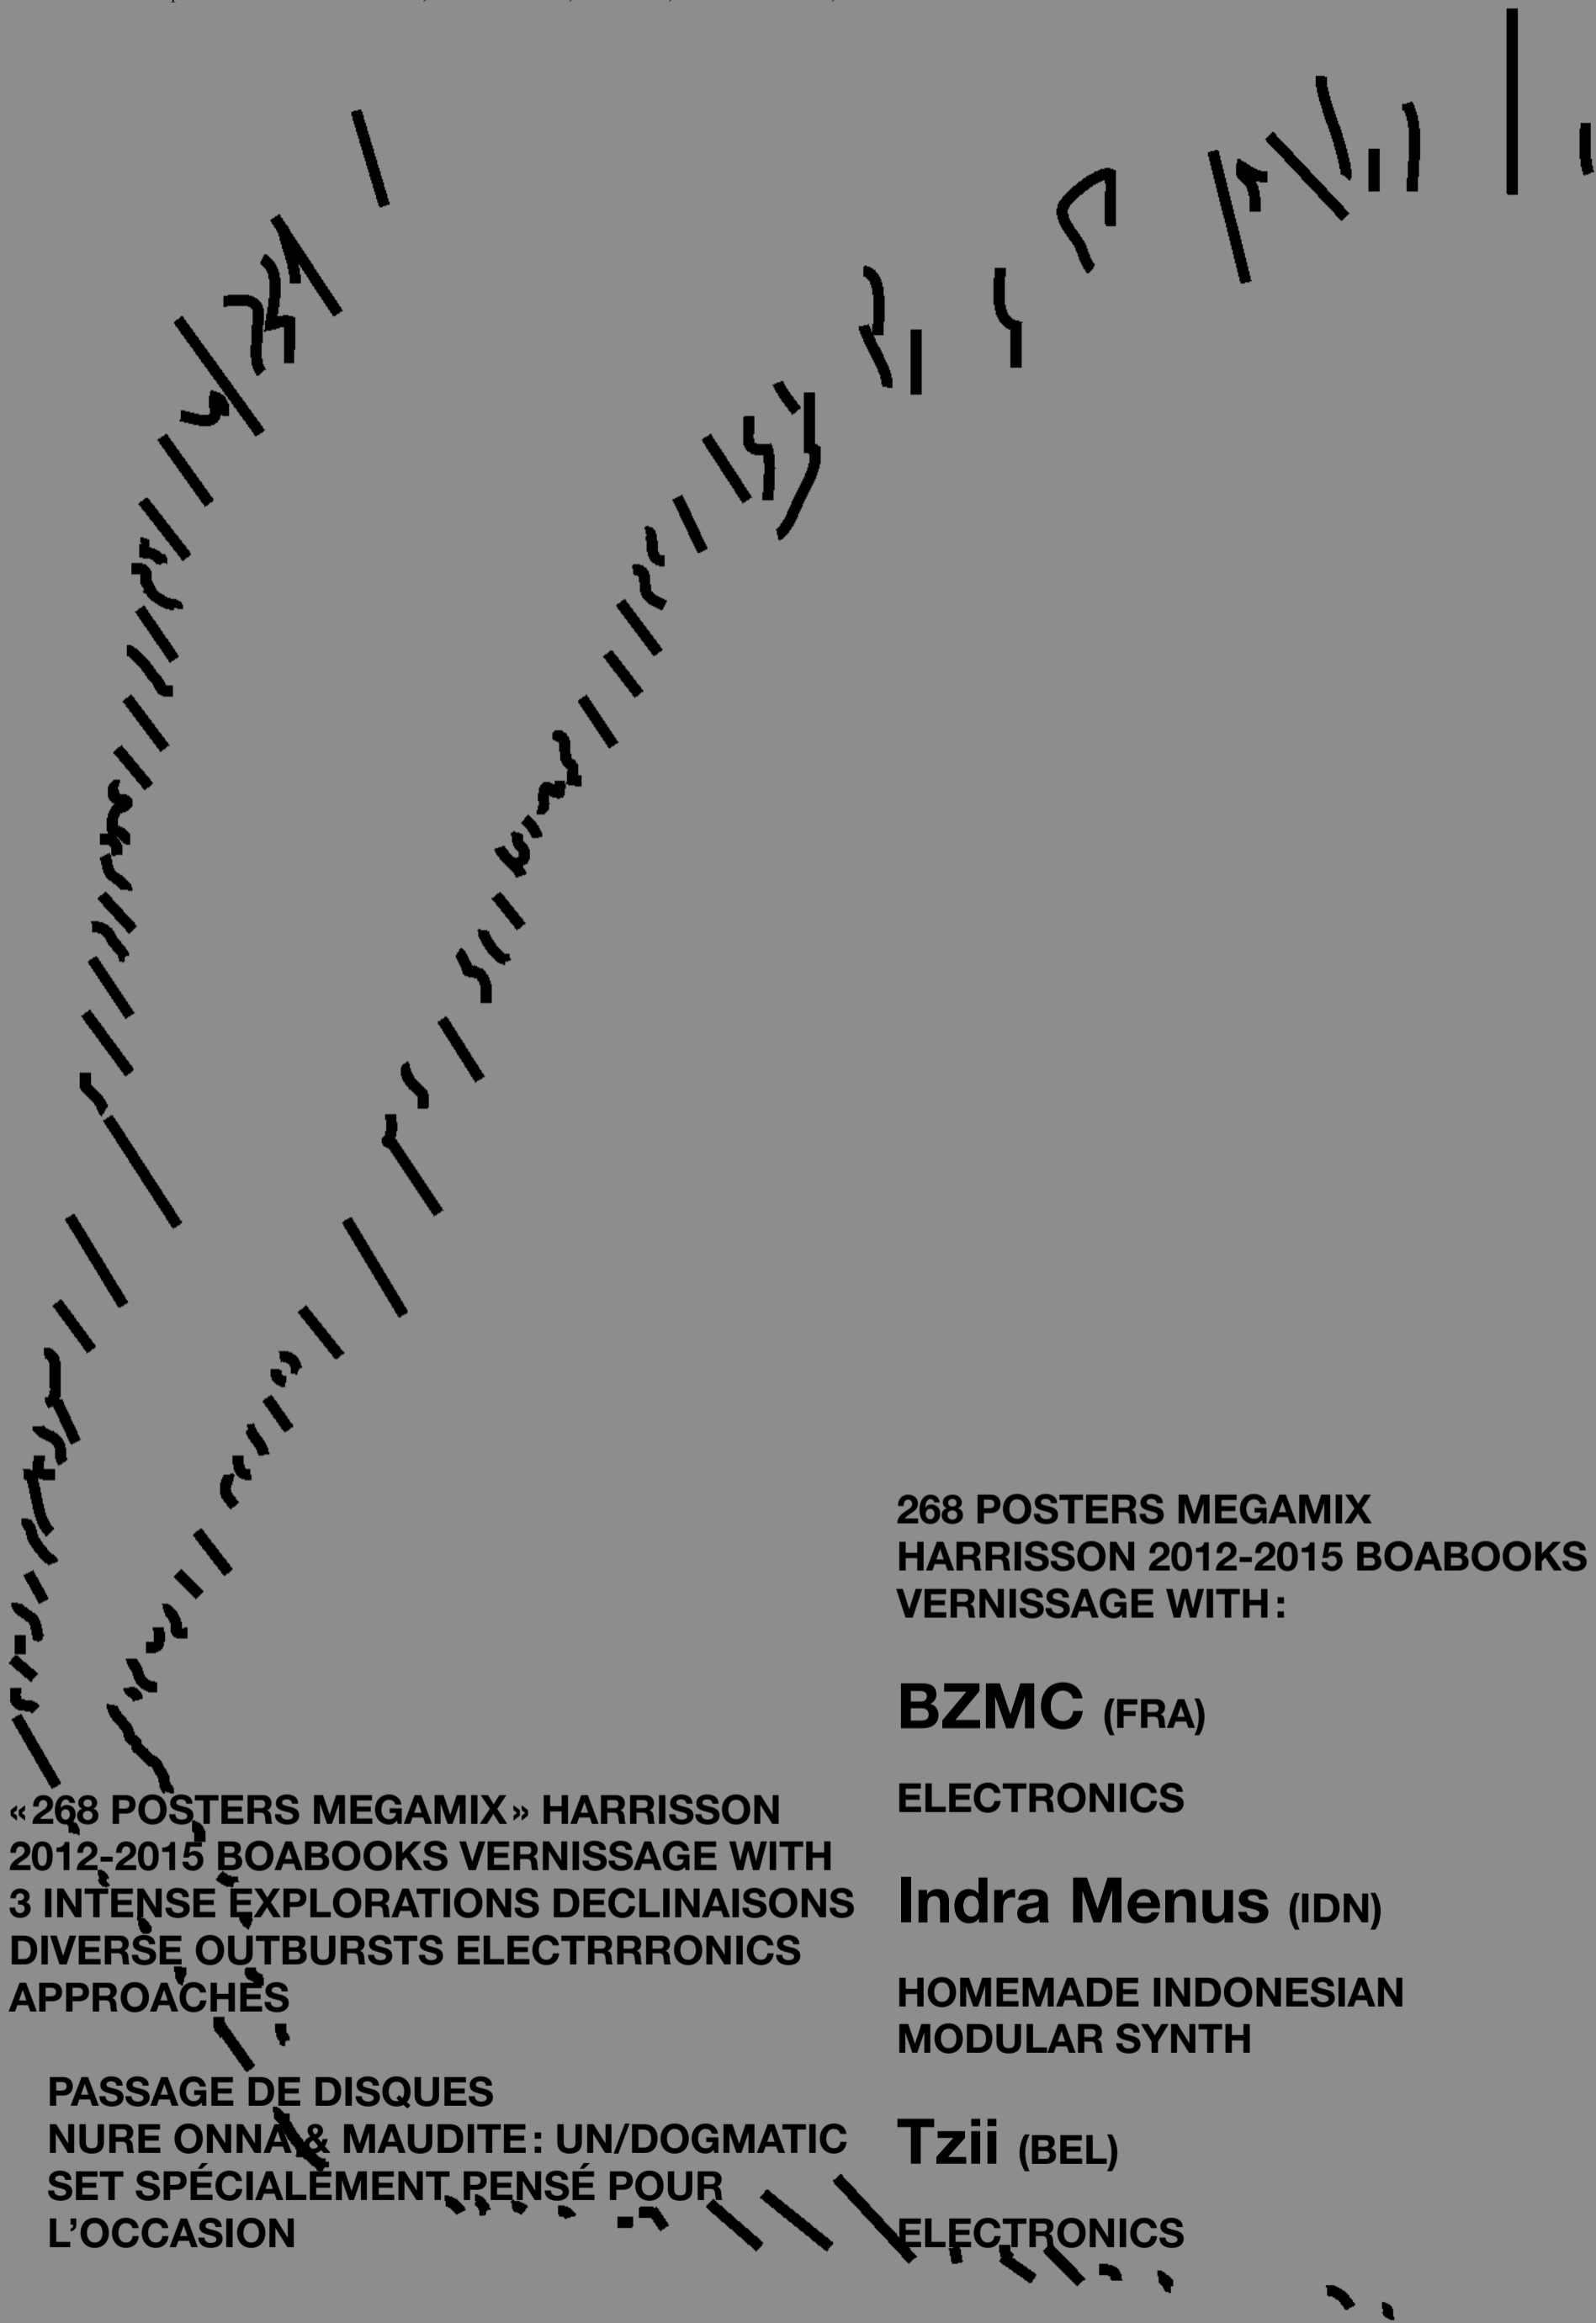 268 POSTERS MEGAMIX
HARRISSON 2012-2015 BOABOOKS
VERNISSAGE WITH :
BZMC (FRA)
ELECTRONICS
Indra Menus (IDN)
HOMEMADE INDONESIAN
MODULAR SYNTH
Tzii (BEL)
ELECTRONICS
« 268 POSTERS MEGAMIX » HARRISSON
2012-2015 BOABOOKS VERNISSAGE WITH
3 INTENSE EXPLORATIONS DECLINAISONS
DIVERSE OUTBURSTS ELECTRRRONICS
APPROACHES
PASSAGE DE DISQUES
NURE ONNA & MAUDITE : UN/DOGMATIC
SET SPÉCIALEMENT PENSÉ POUR
L’OCCASION